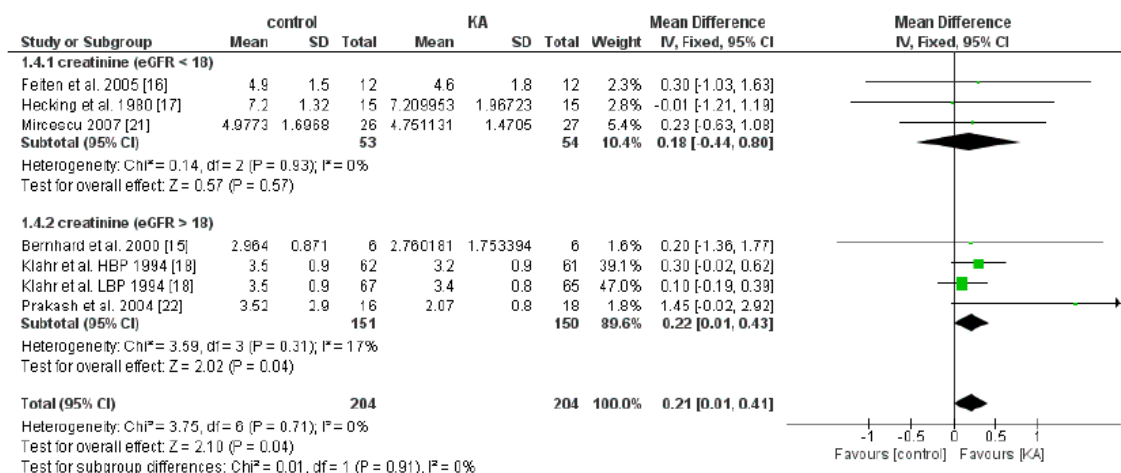 control KA Mean Difference Mean Difference
Study or Subgroup Mean SD Total Mean SD Total Weight IV, Fixed, 95% CI IV, Fixed, 95% CI
1.4.1 creatinine (eGFR < 18)
Feiten et al. 2005 [16] 4.9 1.5 12 4.6 1.8 12 2.3% 0.30 [-1.03, 1.63]
Hecking et al. 1980 [17] 7.2 1.32 15 7.209953 1.96723 15 2.8% -0.01 [-1.21, 1.19]
Mircescu 2007 [21] 4.9773 1.6968 26 4.751131 1.4705 27 5.4% 0.23 [-0.63, 1.08]
Subtotal (95% CI) 53 54 10.4% 0.18 [-0.44, 0.80]
Heterogeneity: Chi² = 0.14, df = 2 (P = 0.93); I² = 0%
Test for overall effect: Z = 0.57 (P = 0.57)
1.4.2 creatinine (eGFR > 18)
Bernhard et al. 2000 [15] 2.964 0.871 6 2.760181 1.753394 6 1.6% 0.20 [-1.36, 1.77]
Klahr et al. HBP 1994 [18] 3.5 0.9 62 3.2 0.9 61 39.1% 0.30 [-0.02, 0.62]
Klahr et al. LBP 1994 [18] 3.5 0.9 67 3.4 0.8 65 47.0% 0.10 [-0.19, 0.39]
Prakash et al. 2004 [22] 3.52 2.9 16 2.07 0.8 18 1.8% 1.45 [-0.02, 2.92]
Subtotal (95% CI) 151 150 89.6% 0.22 [0.01, 0.43]
Heterogeneity: Chi² = 3.59, df = 3 (P = 0.31); I² = 17%
Test for overall effect: Z = 2.02 (P = 0.04)
Total (95% CI) 204 204 100.0% 0.21 [0.01, 0.41]
Heterogeneity: Chi² = 3.75, df = 6 (P = 0.71); I² = 0%
Test for overall effect: Z = 2.10 (P = 0.04)
Test for subgroup differences: Chi² = 0.01, df = 1 (P = 0.91), I² = 0%
-1 -0.5 0 0.5 1
Favours [control] Favours [KA]